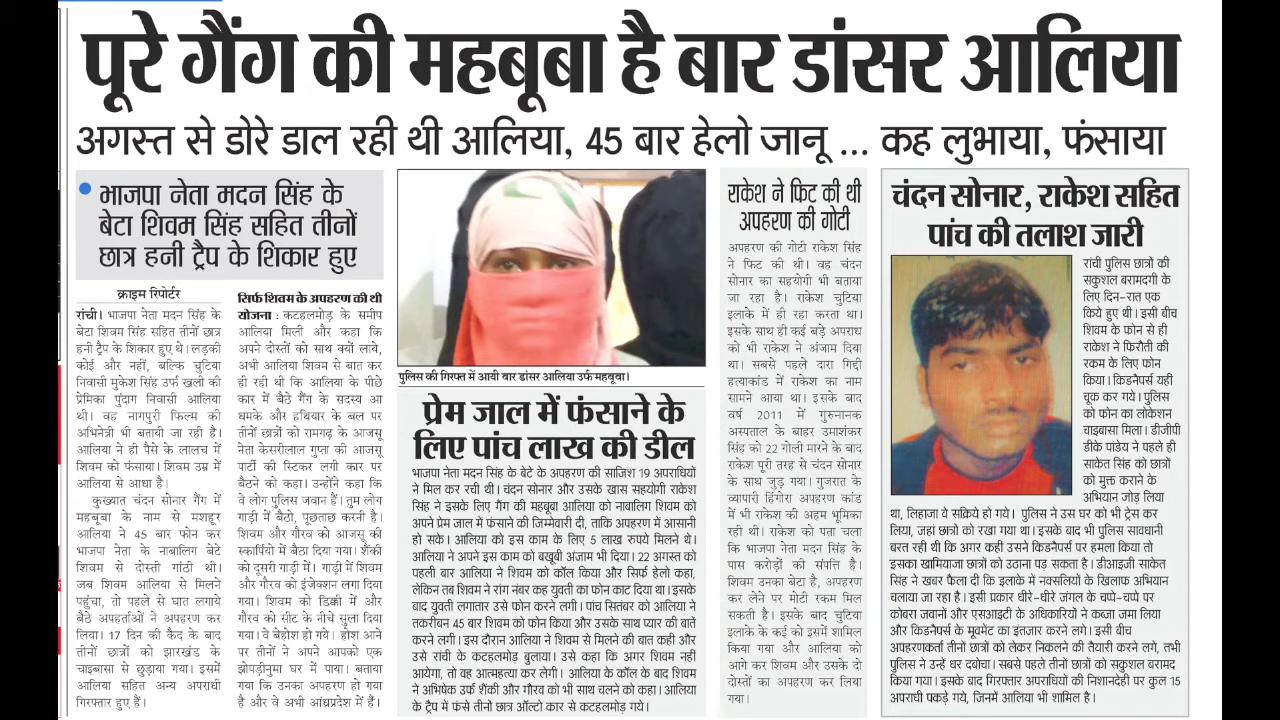 पूरे गैंग की महबूबा है बार डांसर आलिया
अगस्त से डोरे डाल रही थी आलिया, 45 बार हेलो जानू ... कह लुभाया, फंसाया
भाजपा नेता मदन सिंह के
बेटा शिवम सिंह सहित तीनों
छात्र हनी ट्रैप के शिकार हुए
क्राइम रिपोर्टर
रांची। भाजपा नेता मदन सिंह के
बेटा शिवम सिंह सहित तीनों छात्र
हनी ट्रैप के शिकार हुए थे। लड़की
कोई और नहीं, बल्कि चुटिया
निवासी मुकेश सिंह उर्फ खली की
प्रेमिका पुंदाग निवासी आलिया
थी। वह नागपुरी फिल्म की
अभिनेत्री भी बतायी जा रही है।
आलिया ने ही पैसे के लालच में
शिवम को फंसाया। शिवम उम्र में
आलिया से आधा है।
कुख्यात चंदन सोनार गैंग में
महबूबा के नाम से मशहूर
आलिया ने 45 बार फोन कर
भाजपा नेता के नाबालिग बेटे
शिवम से दोस्ती गांठी थी।
जब शिवम आलिया से मिलने
पहुंचा, तो पहले से घात लगाये
बैठे अपहर्ताओं ने अपहरण कर
लिया। 17 दिन की कैद के बाद
तीनों छात्रों को झारखंड के
चाइबासा से छुड़ाया गया। इसमें
आलिया सहित अन्य अपराधी
गिरफ्तार हुए हैं।
सिर्फ शिवम के अपहरण की थी
योजना : कटहलमोड़ के समीप
आलिया मिली और कहा कि
अपने दोस्तों को साथ क्यों लाये,
अभी आलिया शिवम से बात कर
ही रही थी कि आलिया के पीछे
कार में बैठे गैंग के सदस्य आ
धमके और हथियार के बल पर
तीनों छात्रों को रामगढ़ के आजसू
नेता केसरीलाल गुप्ता की आजसू
पार्टी की स्टिकर लगी कार पर
बैठने को कहा। उन्होंने कहा कि
वे लोग पुलिस जवान हैं। तुम लोग
गाड़ी में बैठो, पूछताछ करनी है।
शिवम और गौरव को आजसू की
स्कार्पियो में बैठा दिया गया। शैंकी
को दुसरी गाड़ी में। गाड़ी में शिवम
और गौरव को इंजेक्शन लगा दिया
गया। शिवम को डिक्की में और
गौरव को सीट के नीचे सुला दिया
गया। वे बेहोश हो गये। होश आने
पर तीनों ने अपने आपको एक
झोपड़ीनुमा घर में पाया। बताया
गया कि उनका अपहरण हो गया
है और वे अभी आंध्रप्रदेश में हैं।
पुलिस की गिरफ्त में आयी बार डांसर आलिया उर्फ महबूबा।
प्रेम जाल में फंसाने के
लिए पांच लाख की डील
भाजपा नेता मदन सिंह के बेटे के अपहरण की साजिश 19 अपराधियों
ने मिल कर रची थी। चंदन सोनार और उसके खास सहयोगी राकेश
सिंह ने इसके लिए गैंग की महबूबा आलिया को नाबालिग शिवम को
अपने प्रेम जाल में फंसाने की जिम्मेवारी दी, ताकि अपहरण में आसानी
हो सके। आलिया को इस काम के लिए 5 लाख रुपये मिलने थे।
आलिया ने अपने इस काम को बखूबी अंजाम भी दिया। 22 अगस्त को
पहली बार आलिया ने शिवम को कॉल किया और सिर्फ हेलो कहा,
लेकिन तब शिवम ने रांग नंबर कह युवती का फोन काट दिया था। इसके
बाद युवती लगातार उसे फोन करने लगी। पांच सितंबर को आलिया ने
तकरीबन 45 बार शिवम को फोन किया और उसके साथ प्यार की बातें
करने लगी। इस दौरान आलिया ने शिवम से मिलने की बात कही और
उसे रांची के कटहलमोड़ बुलाया। उसे कहा कि अगर शिवम नहीं
आयेगा, तो वह आत्महत्या कर लेगी। आलिया के कॉल के बाद शिवम
ने अभिषेक उर्फ शैंकी और गौरव को भी साथ चलने को कहा। आलिया
के ट्रैप में फंसे तीनों छात्र ऑल्टो कार से कटहलमोड़ गये।
राकेश ने फिट की थी
अपहरण की गोटी
अपहरण की गोटी राकेश सिंह
ने फिट की थी। वह चंदन
सोनार का सहयोगी भी बताया
जा रहा है। राकेश चुटिया
इलाके में ही रहा करता था।
इसके साथ ही कई बड़े अपराध
को भी राकेश ने अंजाम दिया
था। सबसे पहले दारा गिद्दी
हत्याकांड में राकेश का नाम
सामने आया था। इसके बाद
वर्ष 2011 में गुरुनानक
अस्पताल के बाहर उमाशंकर
सिंह को 22 गोली मारने के बाद
राकेश पूरी तरह से चंदन सोनार
के साथ जुड़ गया। गुजरात के
व्यापारी हिंगोरा अपहरण कांड
में भी राकेश की अहम भूमिका
रही थी। राकेश को पता चला
कि भाजपा नेता मदन सिंह के
पास करोड़ों की संपत्ति है।
शिवम उनका बेटा है, अपहरण
कर लेने पर मोटी रकम मिल
सकती है। इसके बाद चुटिया
इलाके के कई को इसमें शामिल
किया गया और आलिया को
आगे कर शिवम और उसके दो
दोस्तों का अपहरण कर लिया
गया।
चंदन सोनार, राकेश सहित
पांच की तलाश जारी
रांची पुलिस छात्रों की
सकुशल बरामदगी के
लिए दिन-रात एक
किये हुए थी। इसी बीच
शिवम के फोन से ही
राकेश ने फिरौती की
रकम के लिए फोन
किया। किडनैपर्स यही
चूक कर गये। पुलिस
को फोन का लोकेशन
चाइबासा मिला। डीजीपी
डीके पांडेय ने पहले ही
साकेत सिंह को छात्रों
को मुक्त कराने के
अभियान जोड़ लिया
था, लिहाजा वे सक्रिये हो गये। पुलिस ने उस घर को भी ट्रेस कर
लिया, जहां छात्रों को रखा गया था। इसके बाद भी पुलिस सावधानी
बरत रही थी कि अगर कही उसने किडनैपर्स पर हमला किया तो
इसका खामियाजा छात्रों को उठाना पड़ सकता है। डीआइजी साकेत
सिंह ने खबर फैला दी कि इलाके में नक्सलियों के खिलाफ अभियान
चलाया जा रहा है। इसी प्रकार धीरे-धीरे जंगल के चप्पे-चप्पे पर
कोबरा जवानों और एसआइटी के अधिकारियों ने कब्जा जमा लिया
और किडनैपर्स के मूवमेंट का इंतजार करने लगे। इसी बीच
अपहरणकर्ता तीनों छात्रों को लेकर निकलने की तैयारी करने लगे, तभी
पुलिस ने उन्हें धर दबोचा। सबसे पहले तीनों छात्रों को सकुशल बरामद
किया गया। इसके बाद गिरफ्तार अपराधियों की निशानदेही पर कुल 15
अपराधी पकड़े गये, जिनमें आलिया भी शामिल है।